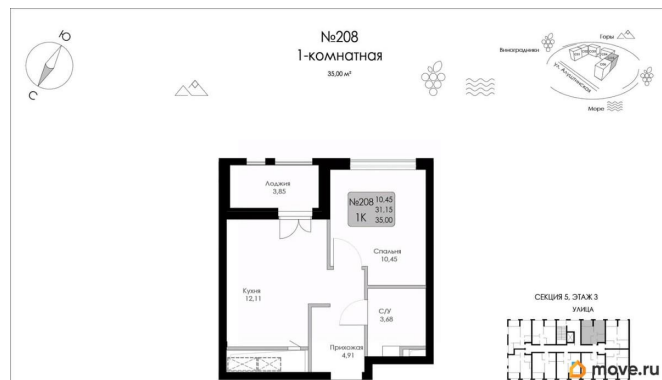 №208
1-комнатная
35,00 м²
Ю
С
Горы
Виноградники
ул. Алуштинская
Море
Лоджия
3,85
№208 10.45
31.15
1К 35.00
Спальня
10,45
Кухня
12,11
С/У
3,68
Прихожая
4,91
СЕКЦИЯ 5, ЭТАЖ 3
УЛИЦА
move.ru